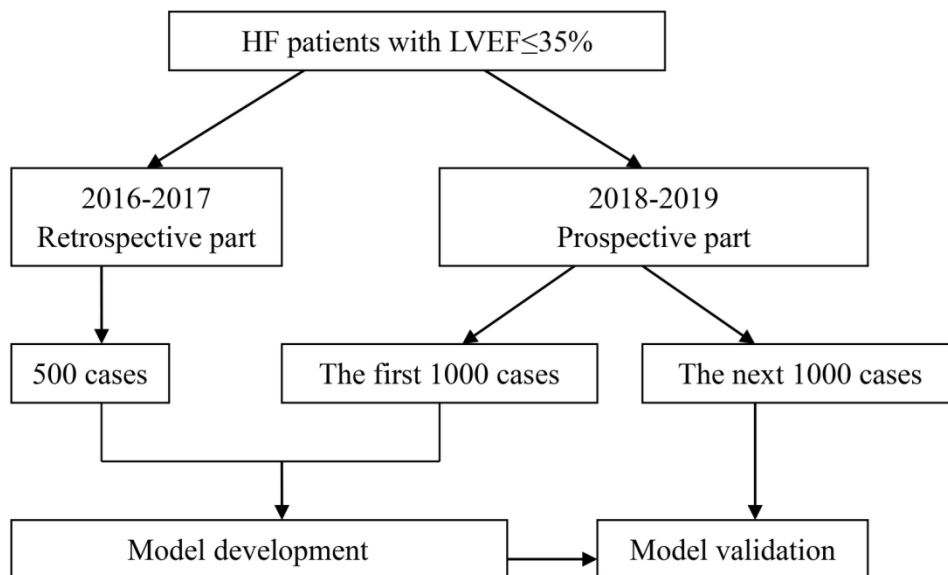 HF patients with LVEF≤35%
2016-2017
Retrospective part
2018-2019
Prospective part
500 cases
The first 1000 cases
The next 1000 cases
Model development
Model validation